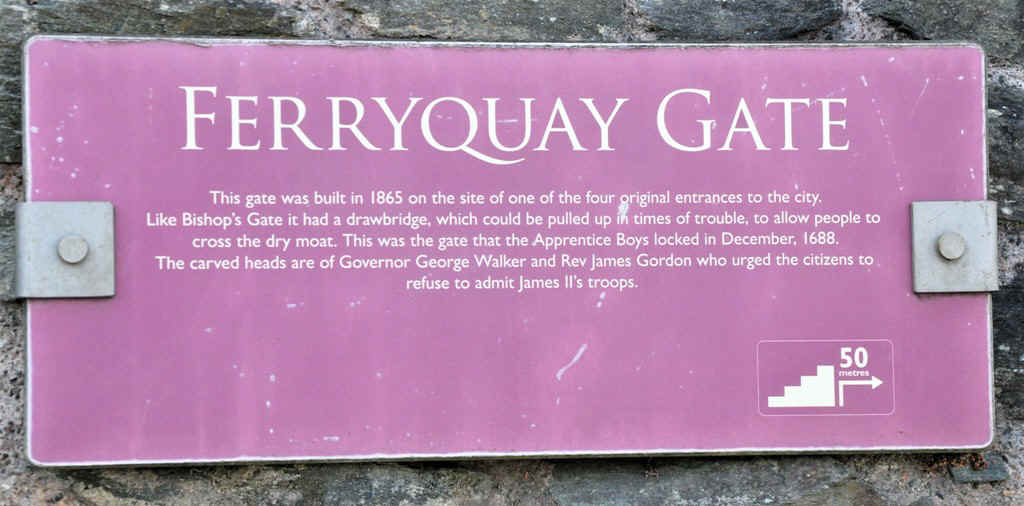 FERRYQUAY GATE
This gate was built in 1865 on the site of one of the four original entrances to the city.
Like Bishop's Gate it had a drawbridge, which could be pulled up in times of trouble, to allow people to
cross the dry moat. This was the gate that the Apprentice Boys locked in December, 1688.
The carved heads are of Governor George Walker and Rev James Gordon who urged the citizens to
refuse to admit James II's troops.
50
metres